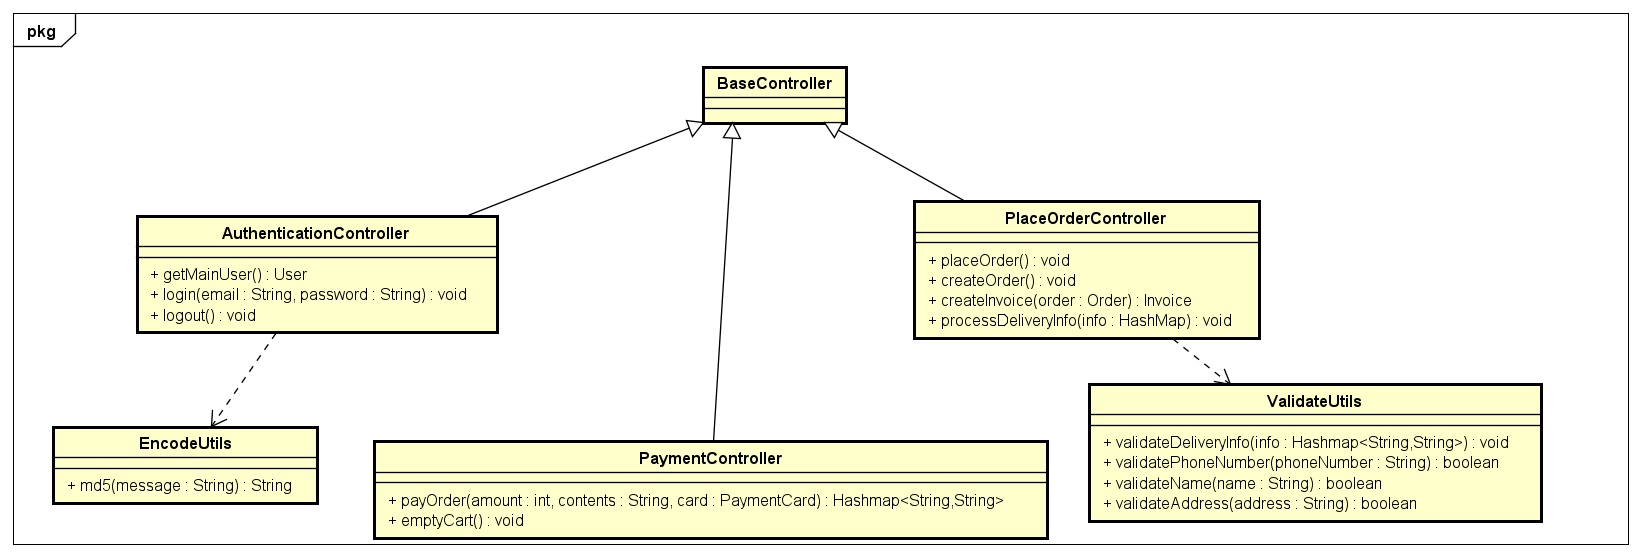 pkg
BaseController
AuthenticationController
+ getMainUser() : User
+ login(email : String, password : String) : void
+ logout() : void
PlaceOrderController
+ placeOrder() : void
+ createOrder() : void
+ createInvoice(order : Order) : Invoice
+ processDeliveryInfo(info : HashMap) : void
EncodeUtils
+ md5(message : String) : String
PaymentController
+ payOrder(amount : int, contents : String, card : PaymentCard) : Hashmap<String,String>
+ emptyCart() : void
ValidateUtils
+ validateDeliveryInfo(info : Hashmap<String,String>) : void
+ validatePhoneNumber(phoneNumber : String) : boolean
+ validateName(name : String) : boolean
+ validateAddress(address : String) : boolean